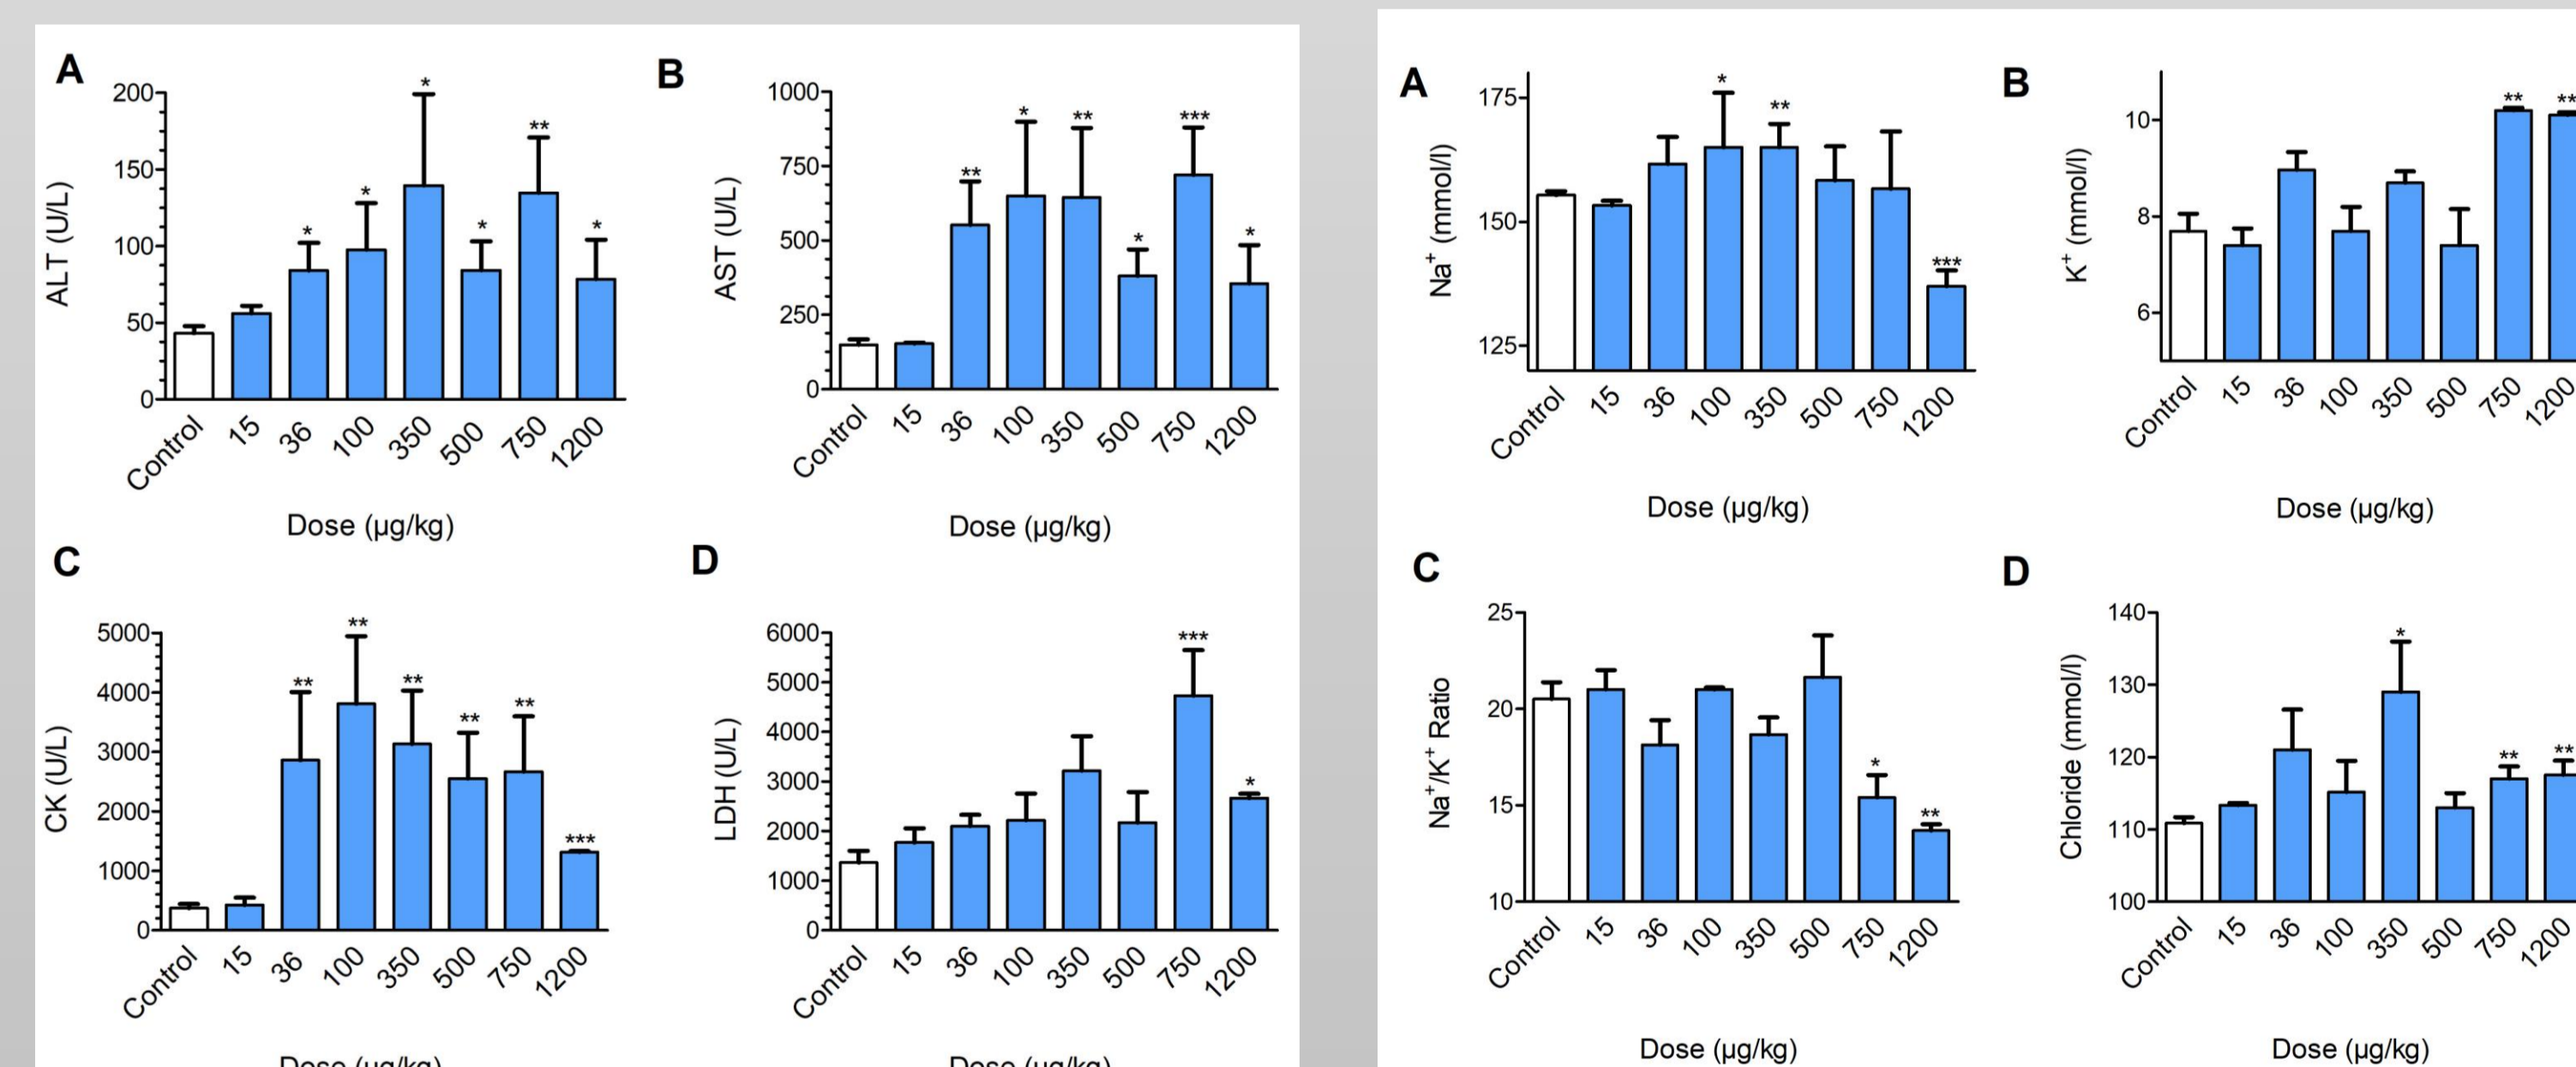 A
ALT (U/L)
200
150
100
50
0
*
*
*
*
**
*
Control 15 36 100 350 500 750 1200
Dose (µg/kg)
B
AST (U/L)
1000
750
500
250
0
**
*
**
*
***
*
Control 15 36 100 350 500 750 1200
Dose (µg/kg)
C
CK (U/L)
5000
4000
3000
2000
1000
0
**
**
**
**
**
***
Control 15 36 100 350 500 750 1200
Dose (µg/kg)
D
LDH (U/L)
6000
5000
4000
3000
2000
1000
0
***
*
Control 15 36 100 350 500 750 1200
Dose (µg/kg)
A
Na⁺ (mmol/l)
175
150
125
*
**
***
Control 15 36 100 350 500 750 1200
Dose (µg/kg)
B
K⁺ (mmol/l)
10
8
6
**
**
Control 15 36 100 350 500 750 1200
Dose (µg/kg)
C
Na⁺/K⁺ Ratio
25
20
15
10
*
**
Control 15 36 100 350 500 750 1200
Dose (µg/kg)
D
Chloride (mmol/l)
140
130
120
110
100
*
**
**
Control 15 36 100 350 500 750 1200
Dose (µg/kg)